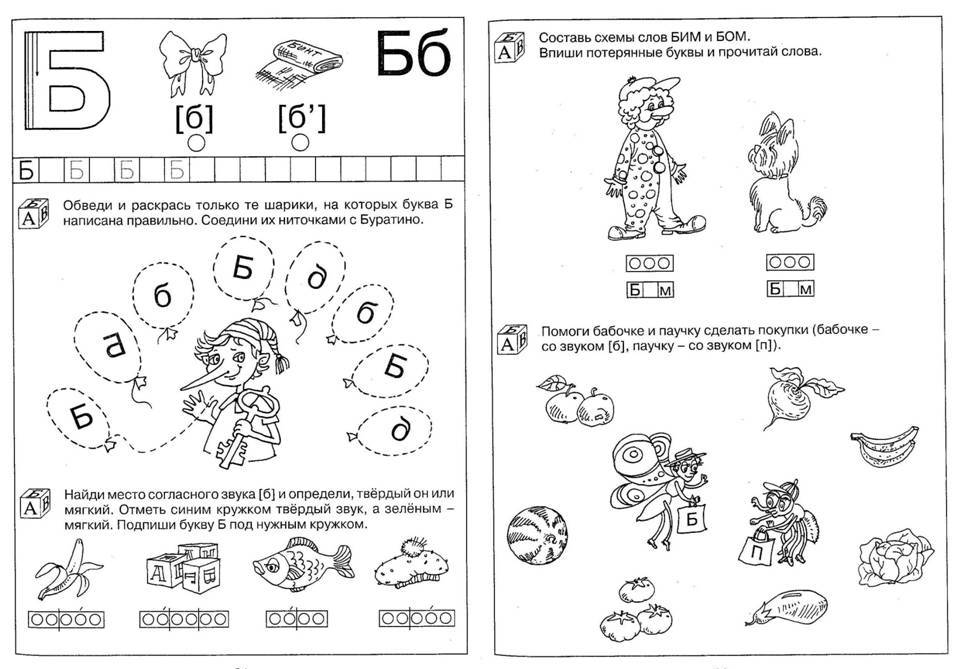 Б
БИНТ
Бб
[б]
[б’]
Б Б Б Б
Обведи и раскрась только те шарики, на которых буква Б
написана правильно. Соедини их ниточками с Буратино.
Б
б
Б
б
Б
Найди место согласного звука [б] и определи, твёрдый он или
мягкий. Отметь синим кружком твёрдый звук, а зелёным –
мягкий. Подпиши букву Б под нужным кружком.
Составь схемы слов БИМ и БОМ.
Впиши потерянные буквы и прочитай слова.
Б м
Б м
Помоги бабочке и паучку сделать покупки (бабочке –
со звуком [б], паучку – со звуком [п]).
Б
П